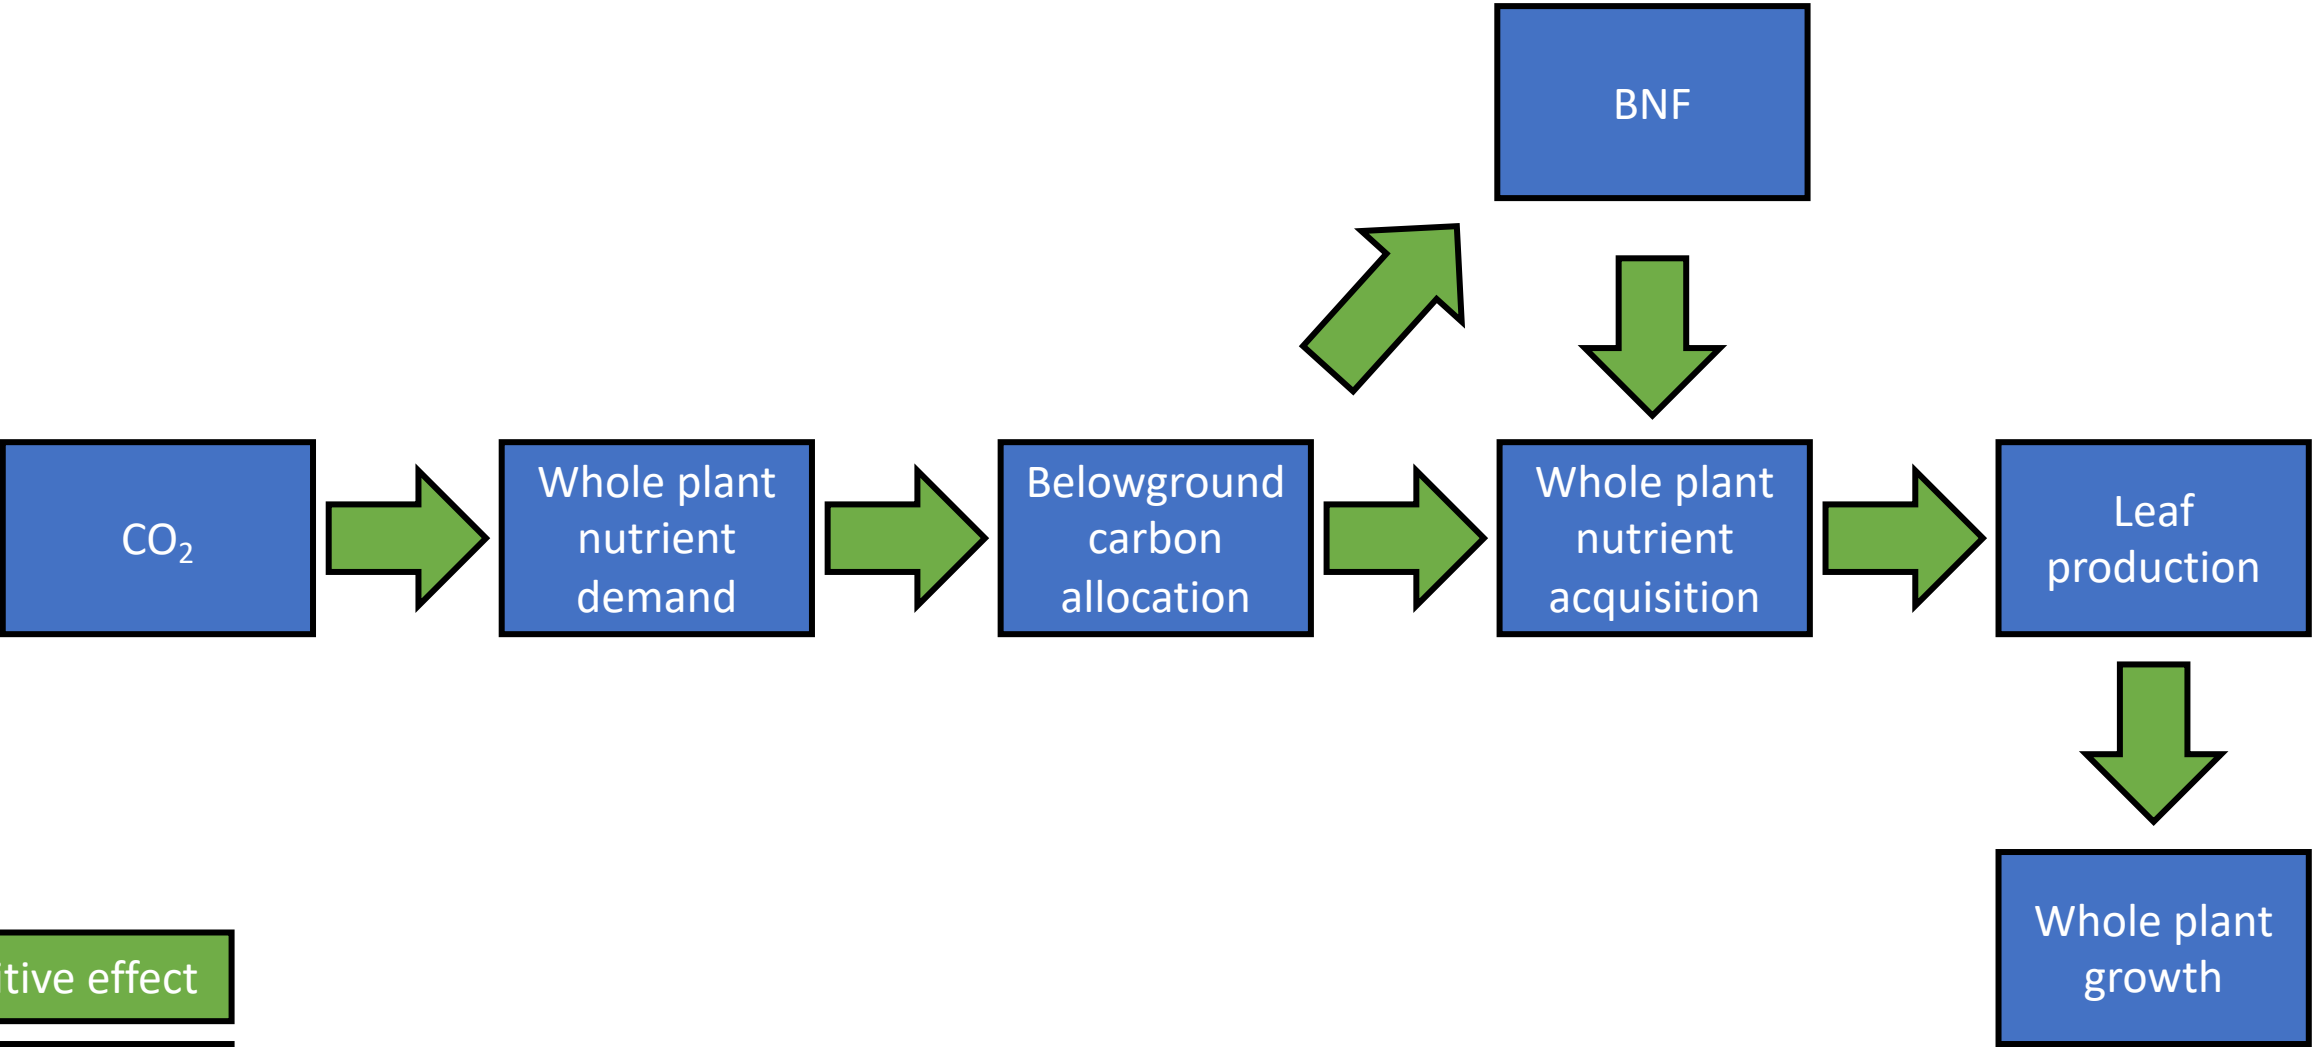 BNF
CO₂
Whole plant
nutrient
demand
Belowground
carbon
allocation
Whole plant
nutrient
acquisition
Leaf
production
Whole plant
growth
itive effect